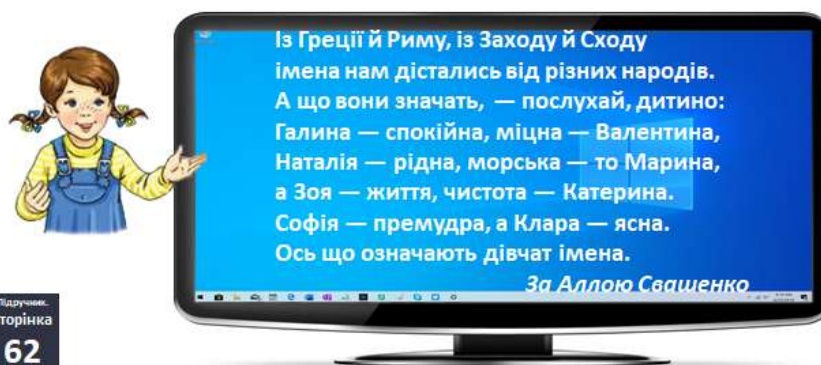 Із Греції й Риму, із Заходу й Сходу
імена нам дістались від різних народів.
А що вони значать, — послухай, дитино:
Галина — спокійна, міцна — Валентина,
Наталія — рідна, морська — то Марина,
а Зоя — життя, чистота — Катерина.
Софія — премудра, а Клара — ясна.
Ось що означають дівчат імена.
За Аллою Свашенко
Підручник.
торінка
62